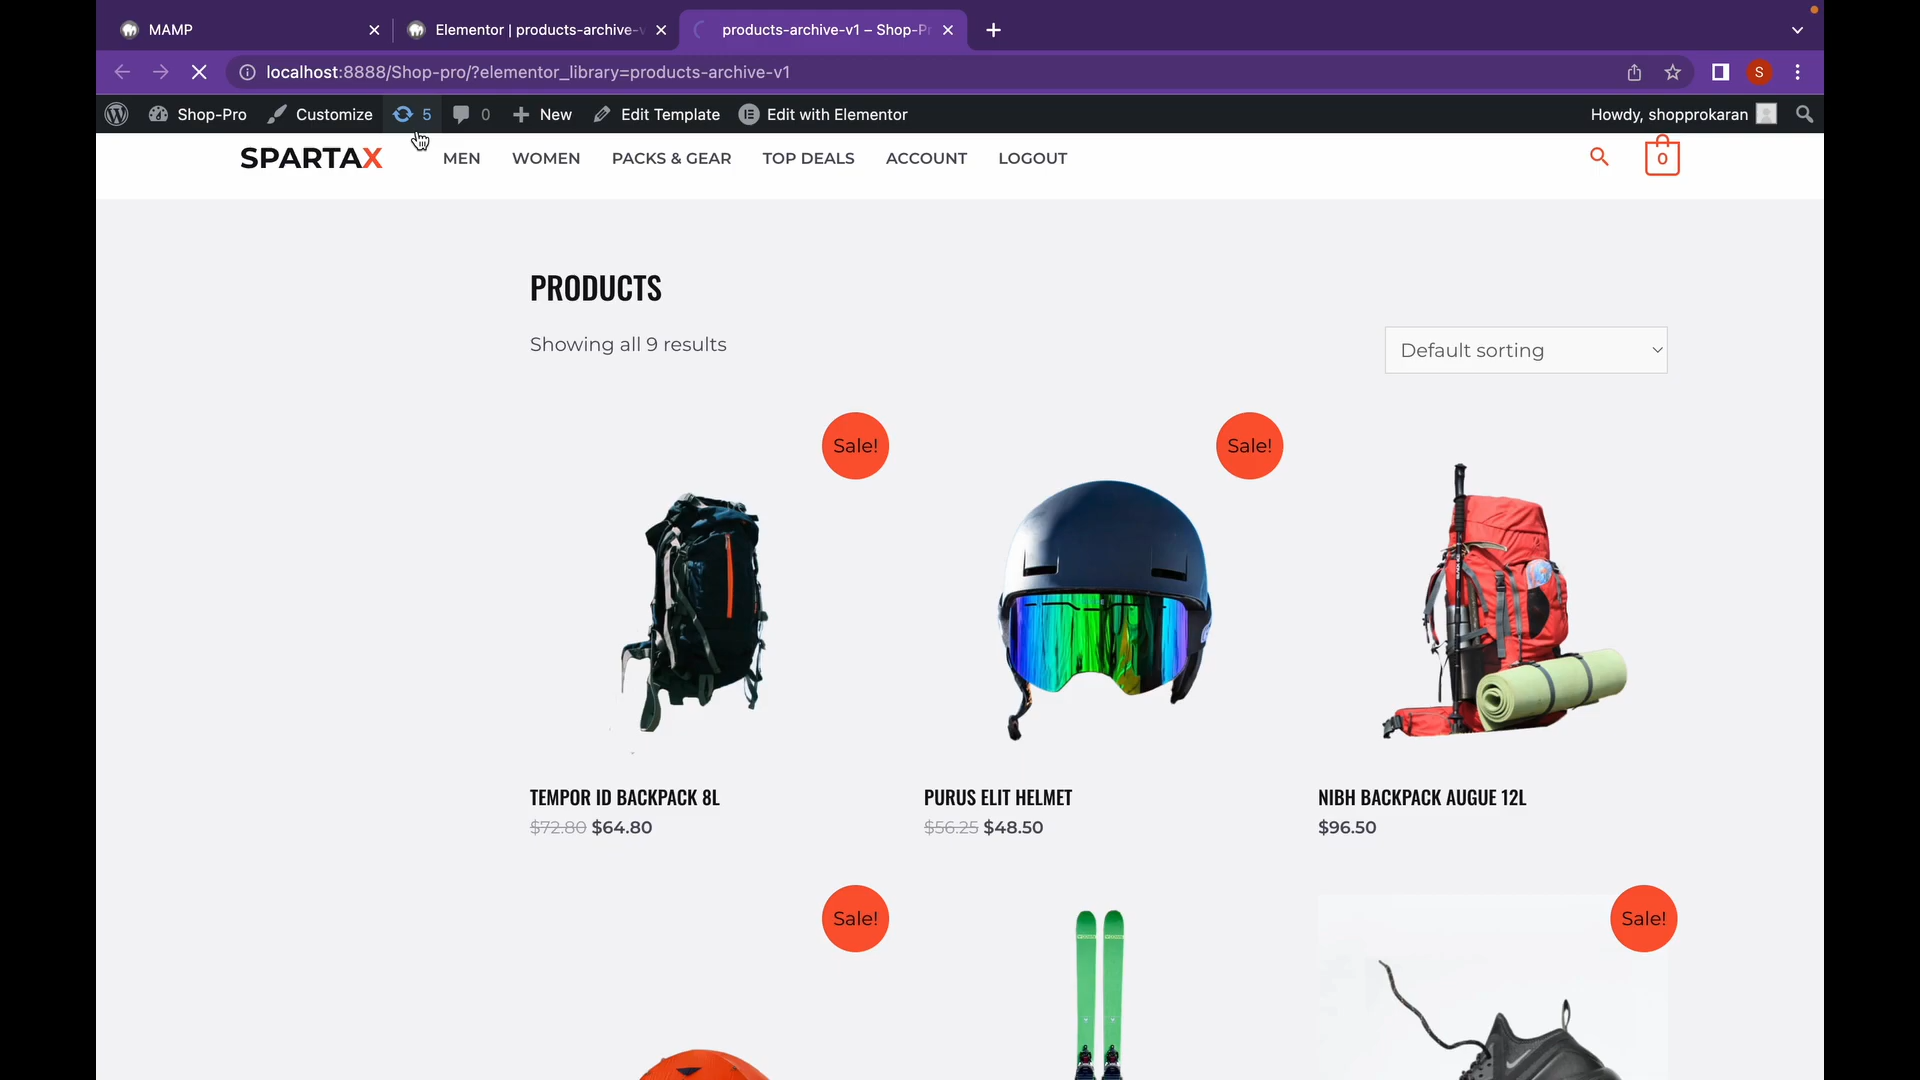 MAMP
Elementor | products-archive-v
products-archive-v1 – Shop-Pr
localhost:8888/Shop-pro/?elementor_library=products-archive-v1
S
Shop-Pro
Customize
5
0
New
Edit Template
Edit with Elementor
Howdy, shopprokaran
SPARTAX
MEN
WOMEN
PACKS & GEAR
TOP DEALS
ACCOUNT
LOGOUT
0
PRODUCTS
Showing all 9 results
Default sorting
Sale!
Sale!
TEMPOR ID BACKPACK 8L
$72.80 $64.80
PURUS ELIT HELMET
$56.25 $48.50
NIBH BACKPACK AUGUE 12L
$96.50
Sale!
Sale!